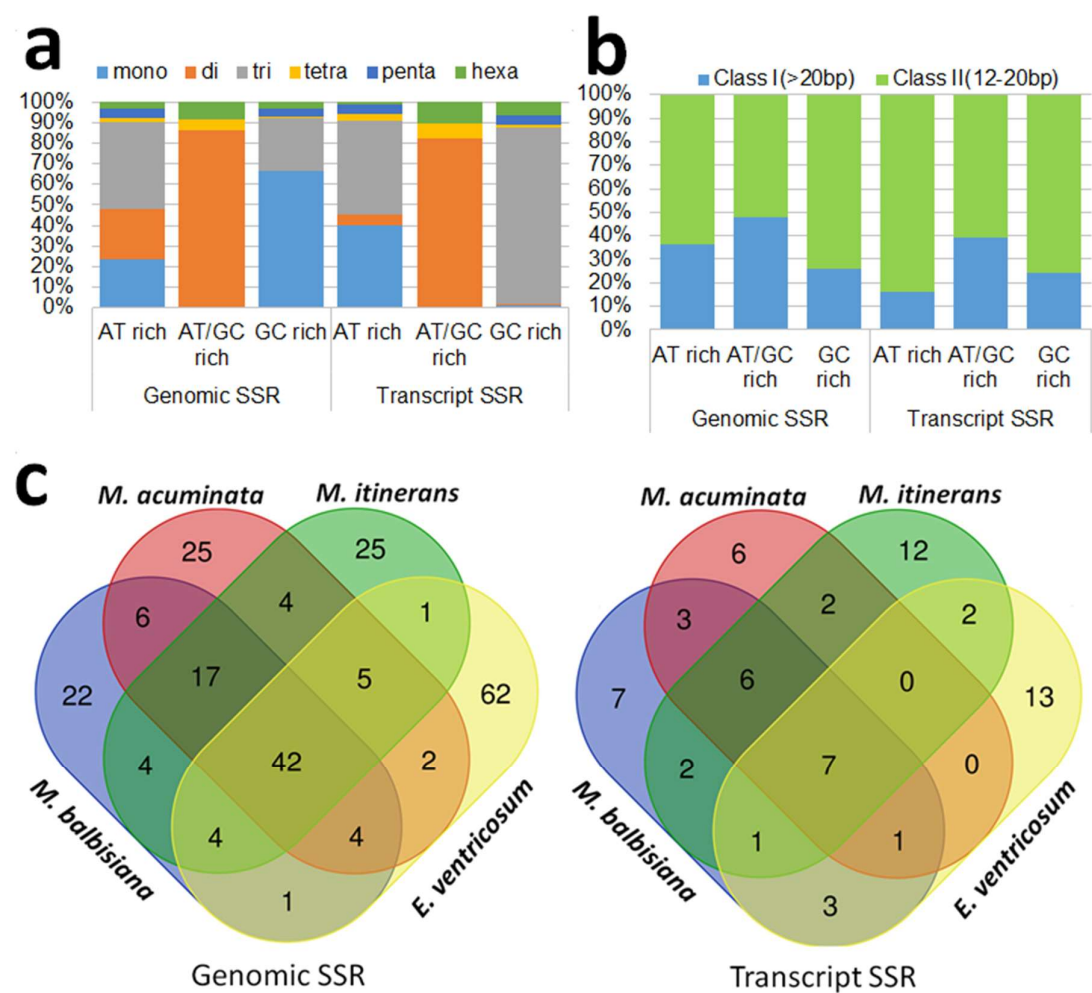 a
mono di tri tetra penta hexa
100%
90%
80%
70%
60%
50%
40%
30%
20%
10%
0%
AT rich AT/GC rich GC rich AT rich AT/GC rich GC rich
Genomic SSR Transcript SSR
b
Class I(>20bp) Class II(12-20bp)
100%
90%
80%
70%
60%
50%
40%
30%
20%
10%
0%
AT rich AT/GC rich GC rich AT rich AT/GC rich GC rich
Genomic SSR Transcript SSR
c
M. acuminata M. itinerans
25 25
6 4 1
22 17 5 62
4 42 2
4 4
1
M. balbisiana E. ventricosum
Genomic SSR
M. acuminata M. itinerans
6 12
3 2 2
7 6 0 13
2 7 0
1 1
3
M. balbisiana E. ventricosum
Transcript SSR